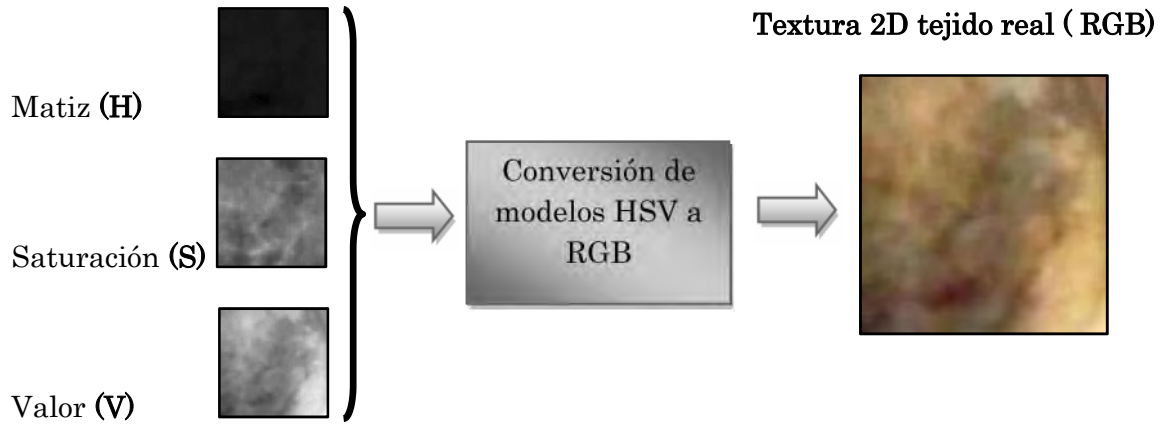 Textura 2D tejido real ( RGB)
Matiz (H)
Saturación (S)
Valor (V)
Conversión de
modelos HSV a
RGB